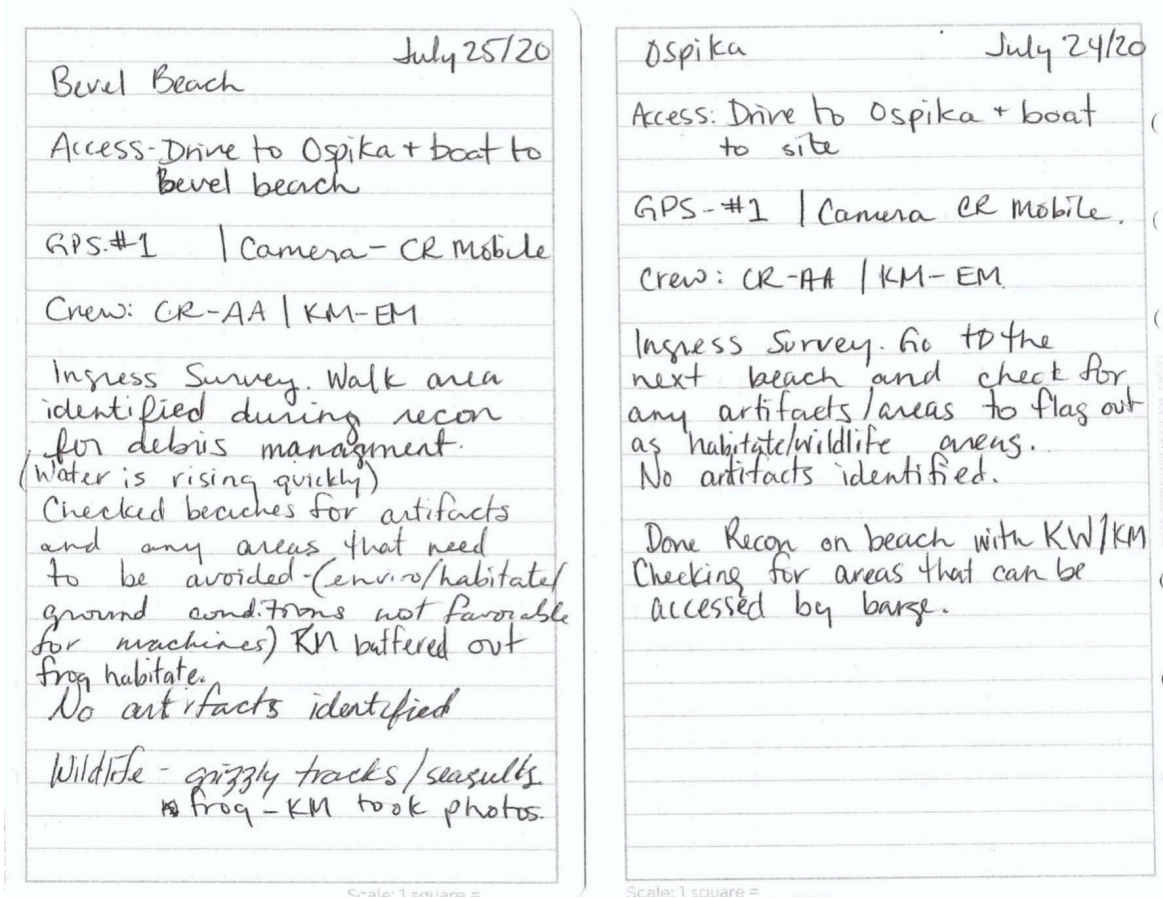 July 25/20
Bevel Beach
Access-Drive to Ospika + boat to
Bevel beach
GPS.#1 | Camera - CR Mobile
Crew: CR-AA | KM-EM
Ingress Survey. Walk area
identified during recon
for debris managment.
(Water is rising quickly)
Checked beaches for artifacts
and any areas that need
to be avoided-(enviro/habitate/
ground conditions not favorable
for machines) buffered out
frog habitate.
No artifacts identified
Wildlife - grizzly tracks/seagulls.
frog - KM took photos.
Scale: 1 square =
Ospika July 24/20
Access: Drive to Ospika + boat
to site
GPS-#1 | Camera CR Mobile.
Crew: CR-AA | KM-EM.
Ingress Survey. Go to the
next beach and check for
any artifacts/areas to flag out
as habitate/wildlife areas.
No artifacts identified.
Done Recon on beach with KW/KM
Checking for areas that can be
accessed by barge.
Scale: 1 square =